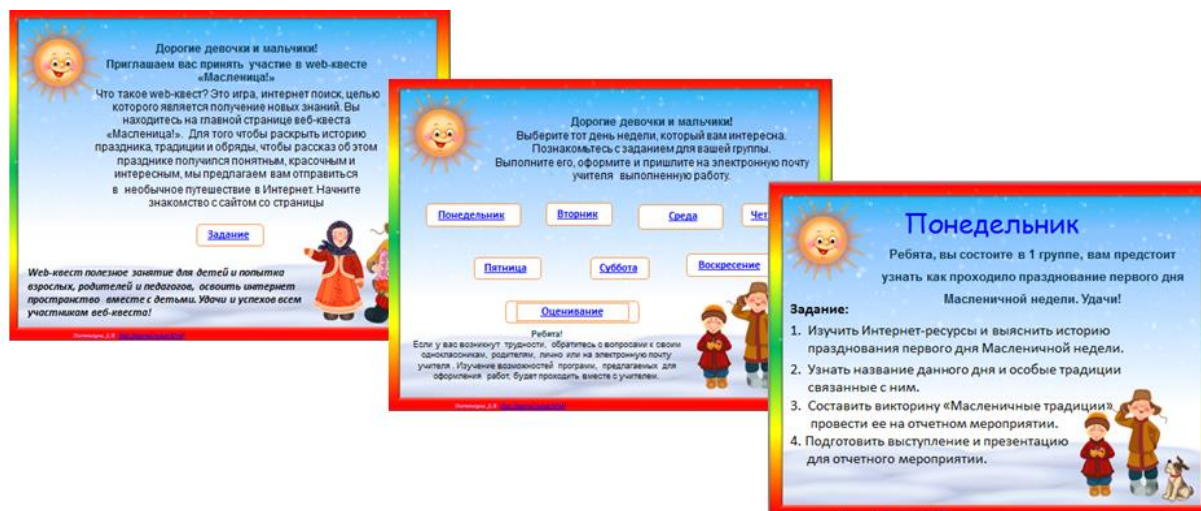 Дорогие девочки и мальчики!
Приглашаем вас принять участие в web-квесте
«Масленица!»
Что такое web-квест? Это игра, интернет поиск, целью
которого является получение новых знаний. Вы
находитесь на главной странице веб-квеста
«Масленица!». Для того чтобы раскрыть историю
праздника, традиции и обряды, чтобы рассказ об этом
празднике получился понятным, красочным и
интересным, мы предлагаем вам отправиться
в необычное путешествие в Интернет. Начните
знакомство с сайтом со страницы
Задание
Web-квест полезное занятие для детей и попытка
взрослых, родителей и педагогов, освоить интернет
пространство вместе с детьми. Удачи и успехов всем
участникам веб-квеста!
Дорогие девочки и мальчики!
Выберите тот день недели, который вам интересна.
Познакомьтесь с заданием для вашей группы.
Выполните его, оформите и пришлите на электронную почту
учителя выполненную работу.
Понедельник
Вторник
Среда
Чет
Пятница
Суббота
Воскресение
Оценивание
Ребята!
Если у вас возникнут трудности, обратитесь с вопросами к своим
одноклассникам, родителям, лично или на электронную почту
учителя. Изучение возможностей программ, предлагаемых для
оформления работ, будет проходить вместе с учителем.
Понедельник
Ребята, вы состоите в 1 группе, вам предстоит
узнать как проходило празднование первого дня
Масленичной недели. Удачи!
Задание:
1. Изучить Интернет-ресурсы и выяснить историю
празднования первого дня Масленичной недели.
2. Узнать название данного дня и особые традиции
связанные с ним.
3. Составить викторину «Масленичные традиции»
провести ее на отчетном мероприятии.
4. Подготовить выступление и презентацию
для отчетного мероприятии.